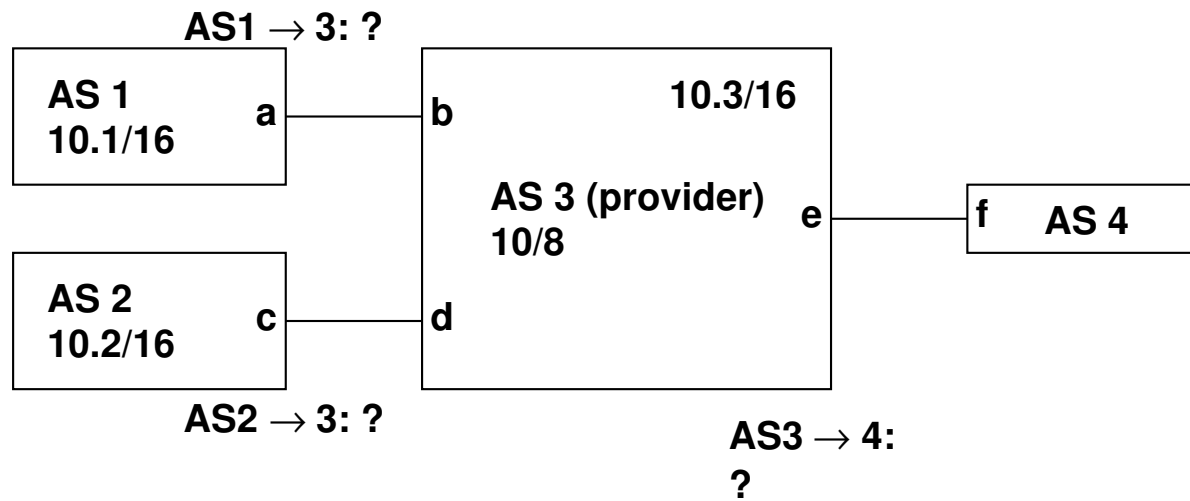 AS1 → 3: ?
AS 1
10.1/16
a
b
10.3/16
AS 3 (provider)
10/8
e
f
AS 4
AS 2
10.2/16
c
d
AS2 → 3: ?
AS3 → 4:
?